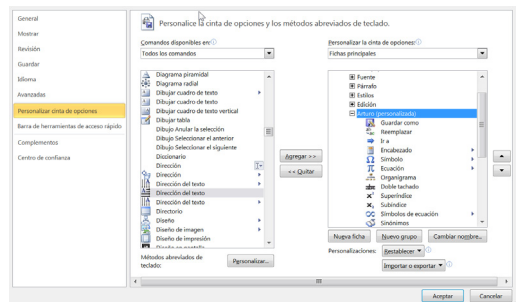 General
Mostrar
Revisión
Guardar
Idioma
Avanzadas
Personalizar cinta de opciones
Barra de herramientas de acceso rápido
Complementos
Centro de confianza
Personalice la cinta de opciones y los métodos abreviados de teclado.
Comandos disponibles en:
Todos los comandos
Diagrama piramidal
Diagrama radial
Dibujar cuadro de texto
Dibujar cuadro de texto
Dibujar cuadro de texto vertical
Dibujar tabla
Dibujo Anular la selección
Dibujo Seleccionar el anterior
Dibujo Seleccionar el siguiente
Diccionario
Dirección
Dirección
Dirección del texto
Dirección del texto
Dirección del texto
Directorio
Diseño
Diseño de imagen
Diseño de impresión
Métodos abreviados de
teclado:
Personalizar...
Agregar >>
<< Quitar
Personalizar la cinta de opciones:
Fichas principales
Fuente
Párrafo
Estilos
Edición
Arturo (personalizada)
Guardar como
Reemplazar
Ir a
Encabezado
Símbolo
Ecuación
Organigrama
Doble tachado
Superíndice
Subíndice
Símbolos de ecuación
Sinónimos
Nueva ficha
Nuevo grupo
Cambiar nombre...
Personalizaciones:
Restablecer
Importar o exportar
Aceptar
Cancelar